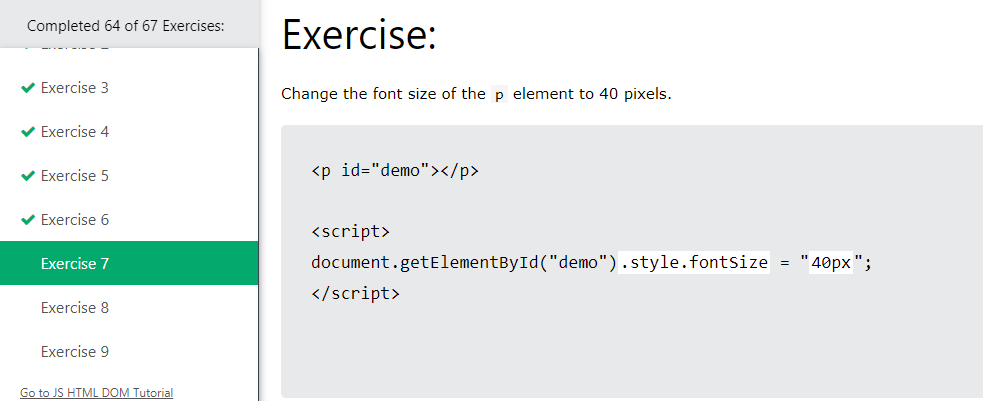 Completed 64 of 67 Exercises:
Exercise 2
Exercise 3
Exercise 4
Exercise 5
Exercise 6
Exercise 7
Exercise 8
Exercise 9
Go to JS HTML DOM Tutorial
Exercise:
Change the font size of the p element to 40 pixels.
<p id="demo"></p>
<script>
document.getElementById("demo").style.fontSize = "40px";
</script>